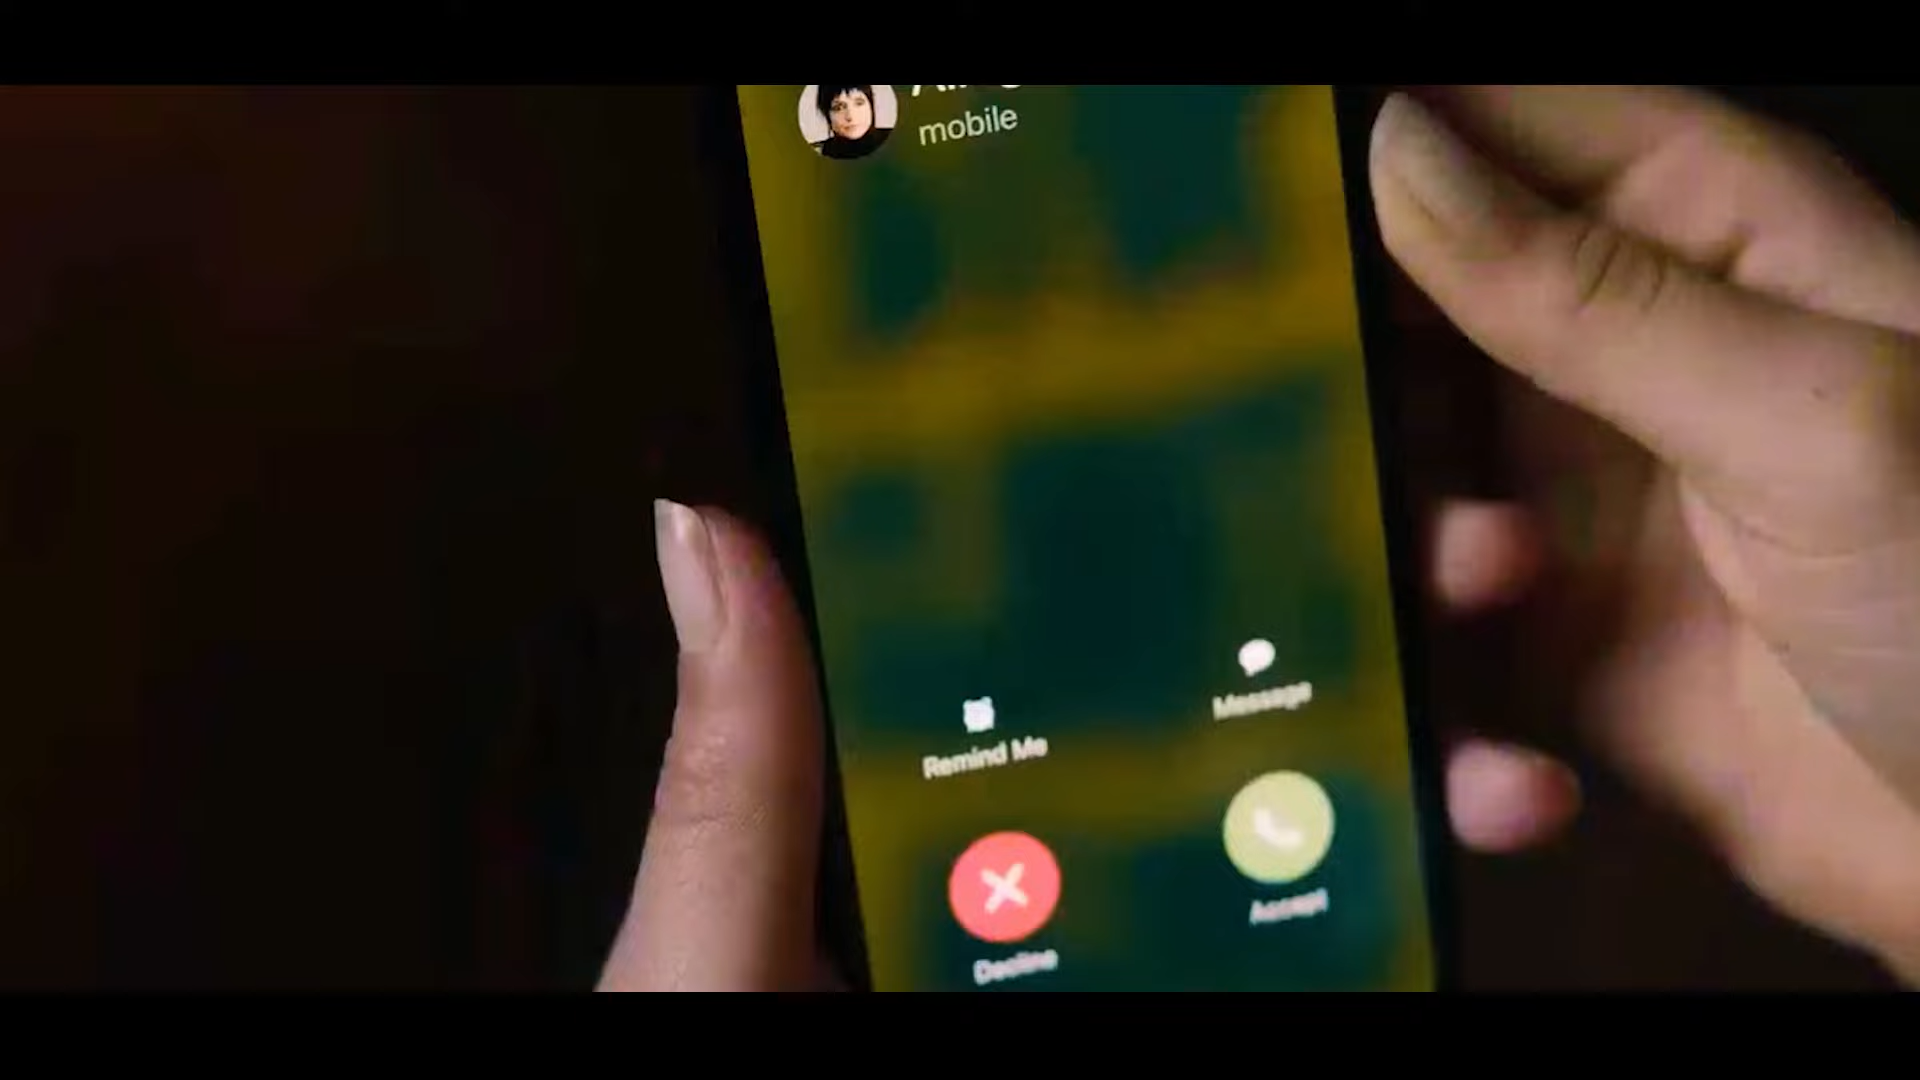 mobile
Message
Remind Me
Accept
Decline